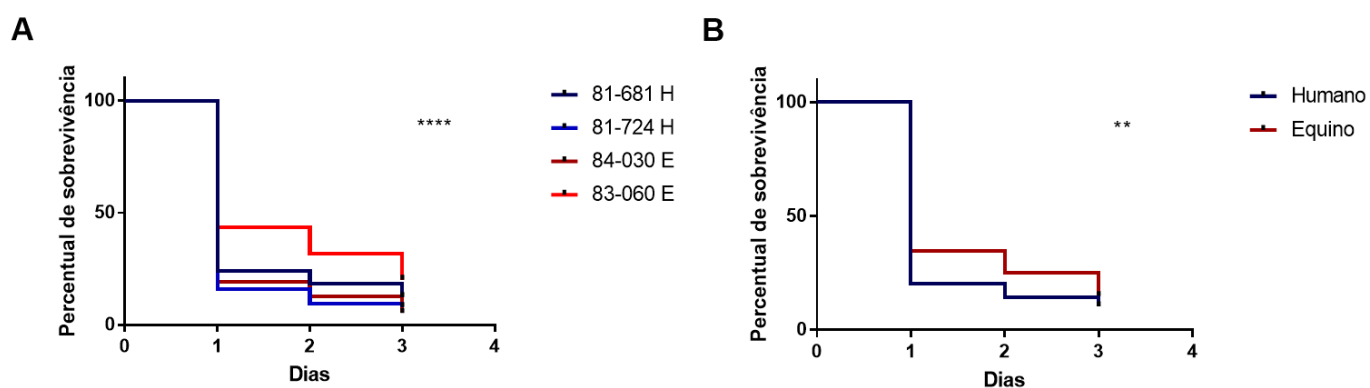 A
Percentual de sobrevivência
100
50
0
0 1 2 3 4
Dias
****
81-681 H
81-724 H
84-030 E
83-060 E
B
Percentual de sobrevivência
100
50
0
0 1 2 3 4
Dias
**
Humano
Equino